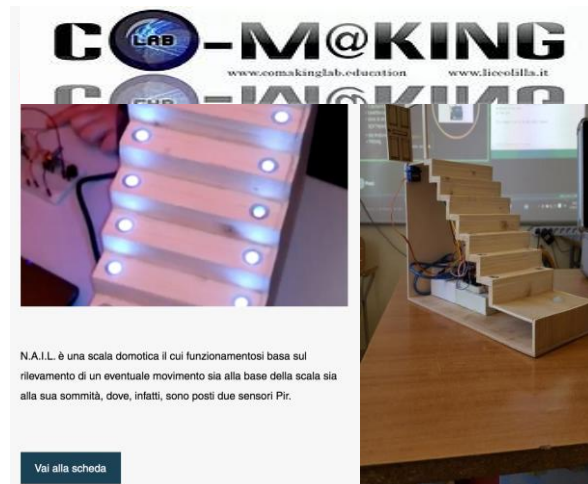 CO LAB-M@KING
www.comakinglab.education www.liceolilla.it
N.A.I.L. è una scala domotica il cui funzionamentosi basa sul
rilevamento di un eventuale movimento sia alla base della scala sia
alla sua sommità, dove, infatti, sono posti due sensori Pir.
Vai alla scheda